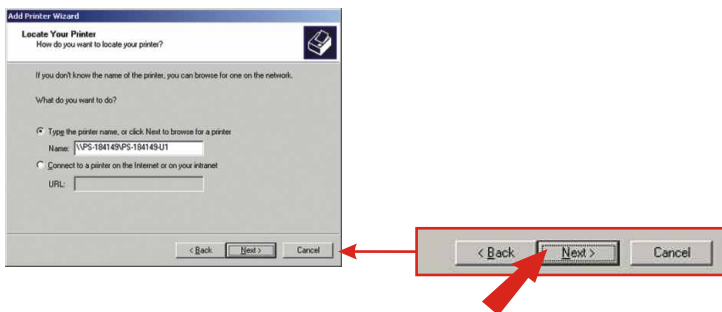 Add Printer Wizard
Locate Your Printer
How do you want to locate your printer?
If you don't know the name of the printer, you can browse for one on the network.
What do you want to do?
Type the printer name, or click Next to browse for a printer
Name: \\PS-184149\PS-184149-U1
Connect to a printer on the Internet or on your intranet
URL:
< Back Next > Cancel
< Back Next > Cancel